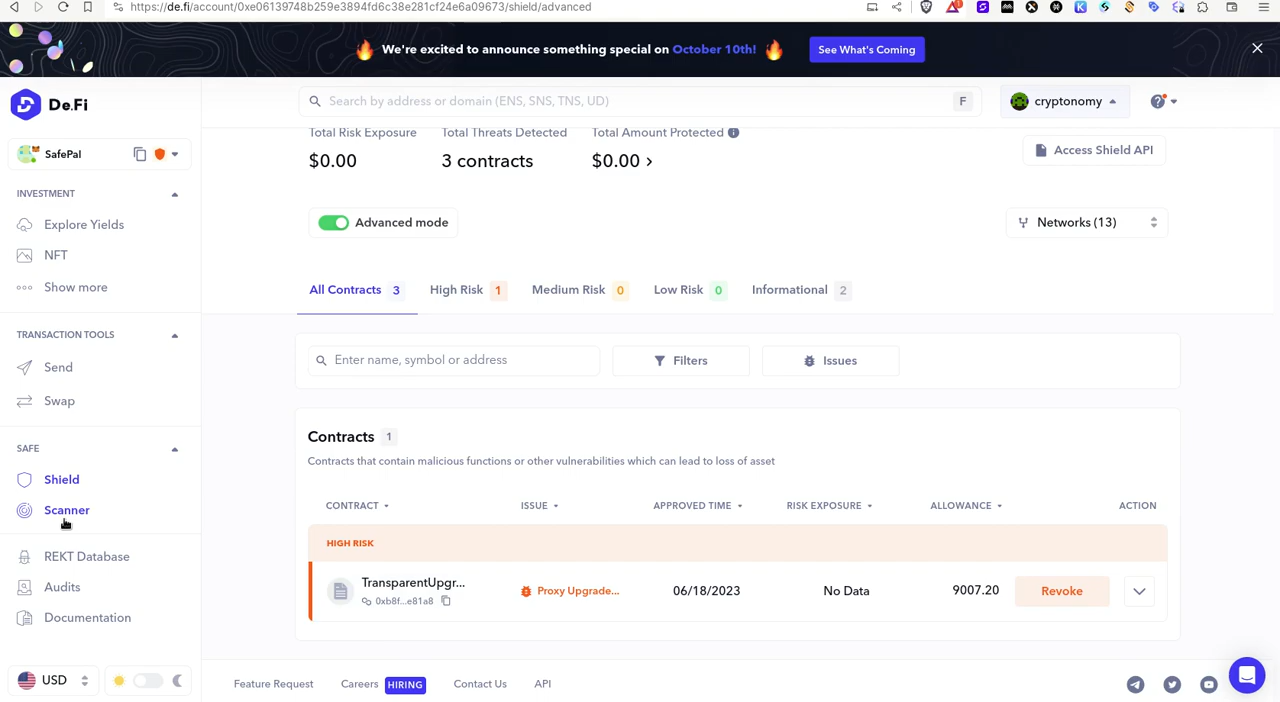 https://de.fi/account/0xe06139748b259e3894fd6c38e281cf24e6a09673/shield/advanced
We're excited to announce something special on October 10th!
See What's Coming
De.Fi
Search by address or domain (ENS, SNS, TNS, UD)
F
cryptonomy
SafePal
Total Risk Exposure
Total Threats Detected
Total Amount Protected
$0.00
3 contracts
$0.00 >
Access Shield API
INVESTMENT
Explore Yields
NFT
Show more
Advanced mode
Networks (13)
All Contracts 3
High Risk 1
Medium Risk 0
Low Risk 0
Informational 2
TRANSACTION TOOLS
Send
Swap
Enter name, symbol or address
Filters
Issues
SAFE
Shield
Scanner
REKT Database
Audits
Documentation
Contracts 1
Contracts that contain malicious functions or other vulnerabilities which can lead to loss of asset
CONTRACT
ISSUE
APPROVED TIME
RISK EXPOSURE
ALLOWANCE
ACTION
HIGH RISK
TransparentUpgr...
0xb8f...e81a8
Proxy Upgrade...
06/18/2023
No Data
9007.20
Revoke
USD
Feature Request
Careers HIRING
Contact Us
API